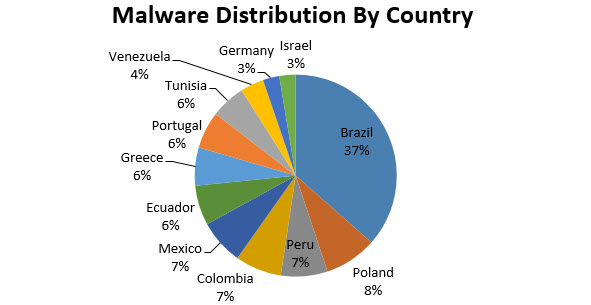 Malware Distribution By Country
Israel
3%
Germany
3%
Venezuela
4%
Tunisia
6%
Portugal
6%
Greece
6%
Ecuador
6%
Mexico
7%
Colombia
7%
Peru
7%
Poland
8%
Brazil
37%